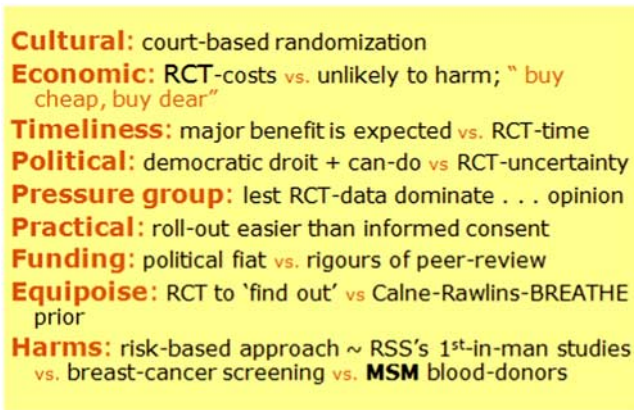 Cultural: court-based randomization
Economic: RCT-costs vs. unlikely to harm; “ buy
cheap, buy dear”
Timeliness: major benefit is expected vs. RCT-time
Political: democratic droit + can-do vs RCT-uncertainty
Pressure group: lest RCT-data dominate . . . opinion
Practical: roll-out easier than informed consent
Funding: political fiat vs. rigours of peer-review
Equipoise: RCT to ‘find out’ vs Calne-Rawlins-BREATHE
prior
Harms: risk-based approach ~ RSS’s 1st-in-man studies
vs. breast-cancer screening vs. MSM blood-donors